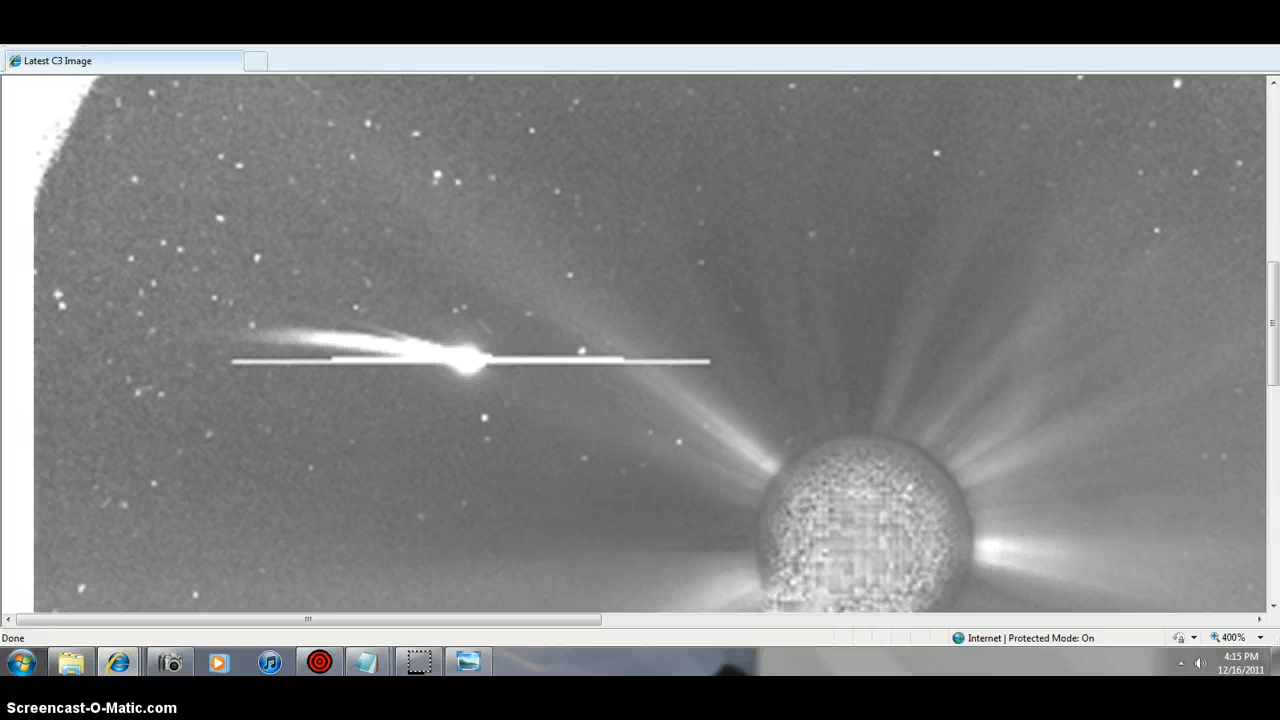 Latest C3 Image
Done
Internet | Protected Mode: On
400%
4:15 PM
12/16/2011
Screencast-O-Matic.com